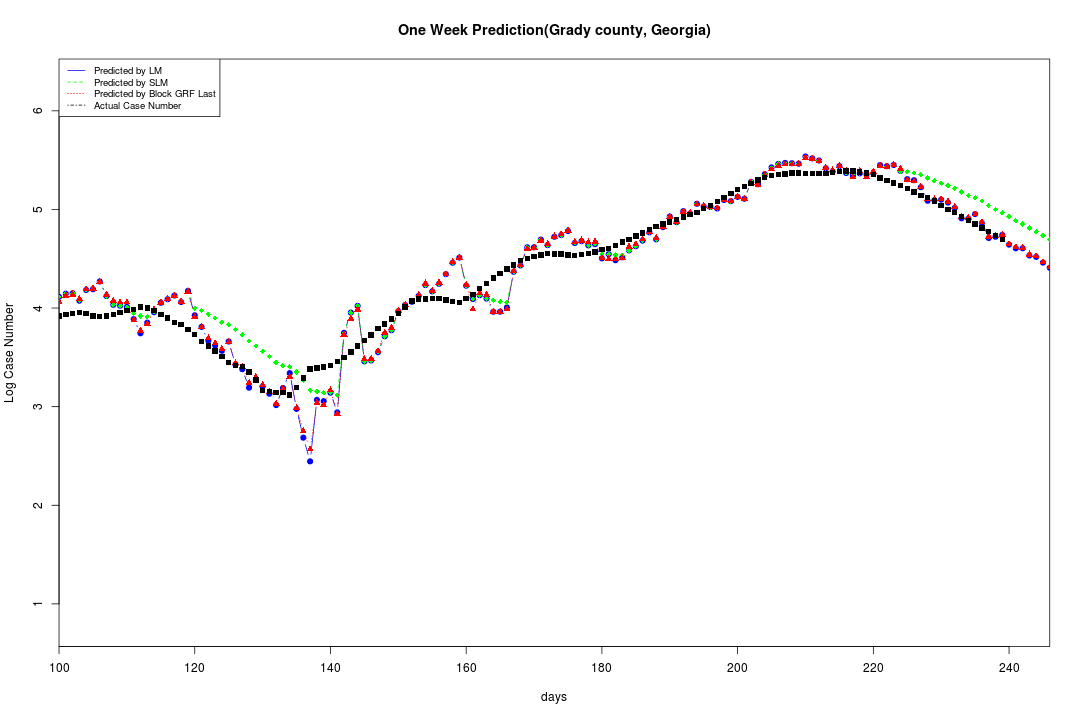 One Week Prediction(Grady county, Georgia)
Predicted by LM
Predicted by SLM
Predicted by Block GRF Last
Actual Case Number
Log Case Number
6
5
4
3
2
1
100 120 140 160 180 200 220 240
days